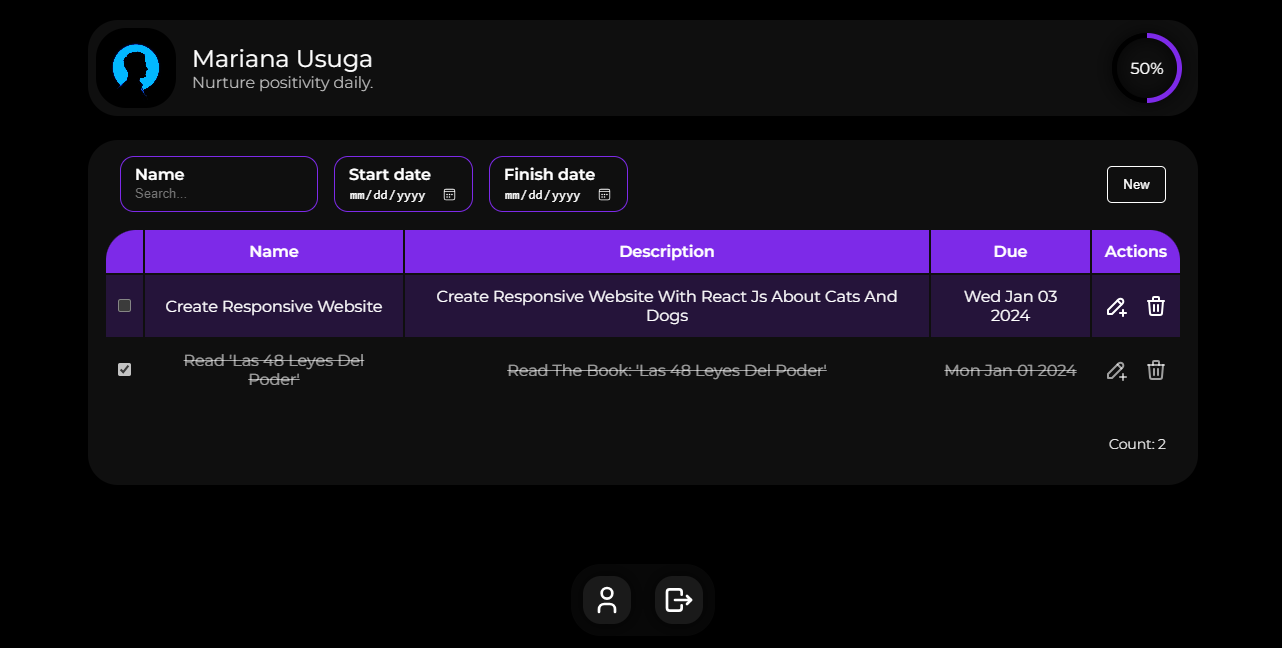 Mariana Usuga
Nurture positivity daily.
50%
Name
Search...
Start date
mm/dd/yyyy
Finish date
mm/dd/yyyy
New
Name
Description
Due
Actions
Create Responsive Website
Create Responsive Website With React Js About Cats And
Dogs
Wed Jan 03
2024
Read 'Las 48 Leyes Del
Poder'
Read The Book: 'Las 48 Leyes Del Poder'
Mon Jan 01 2024
Count: 2